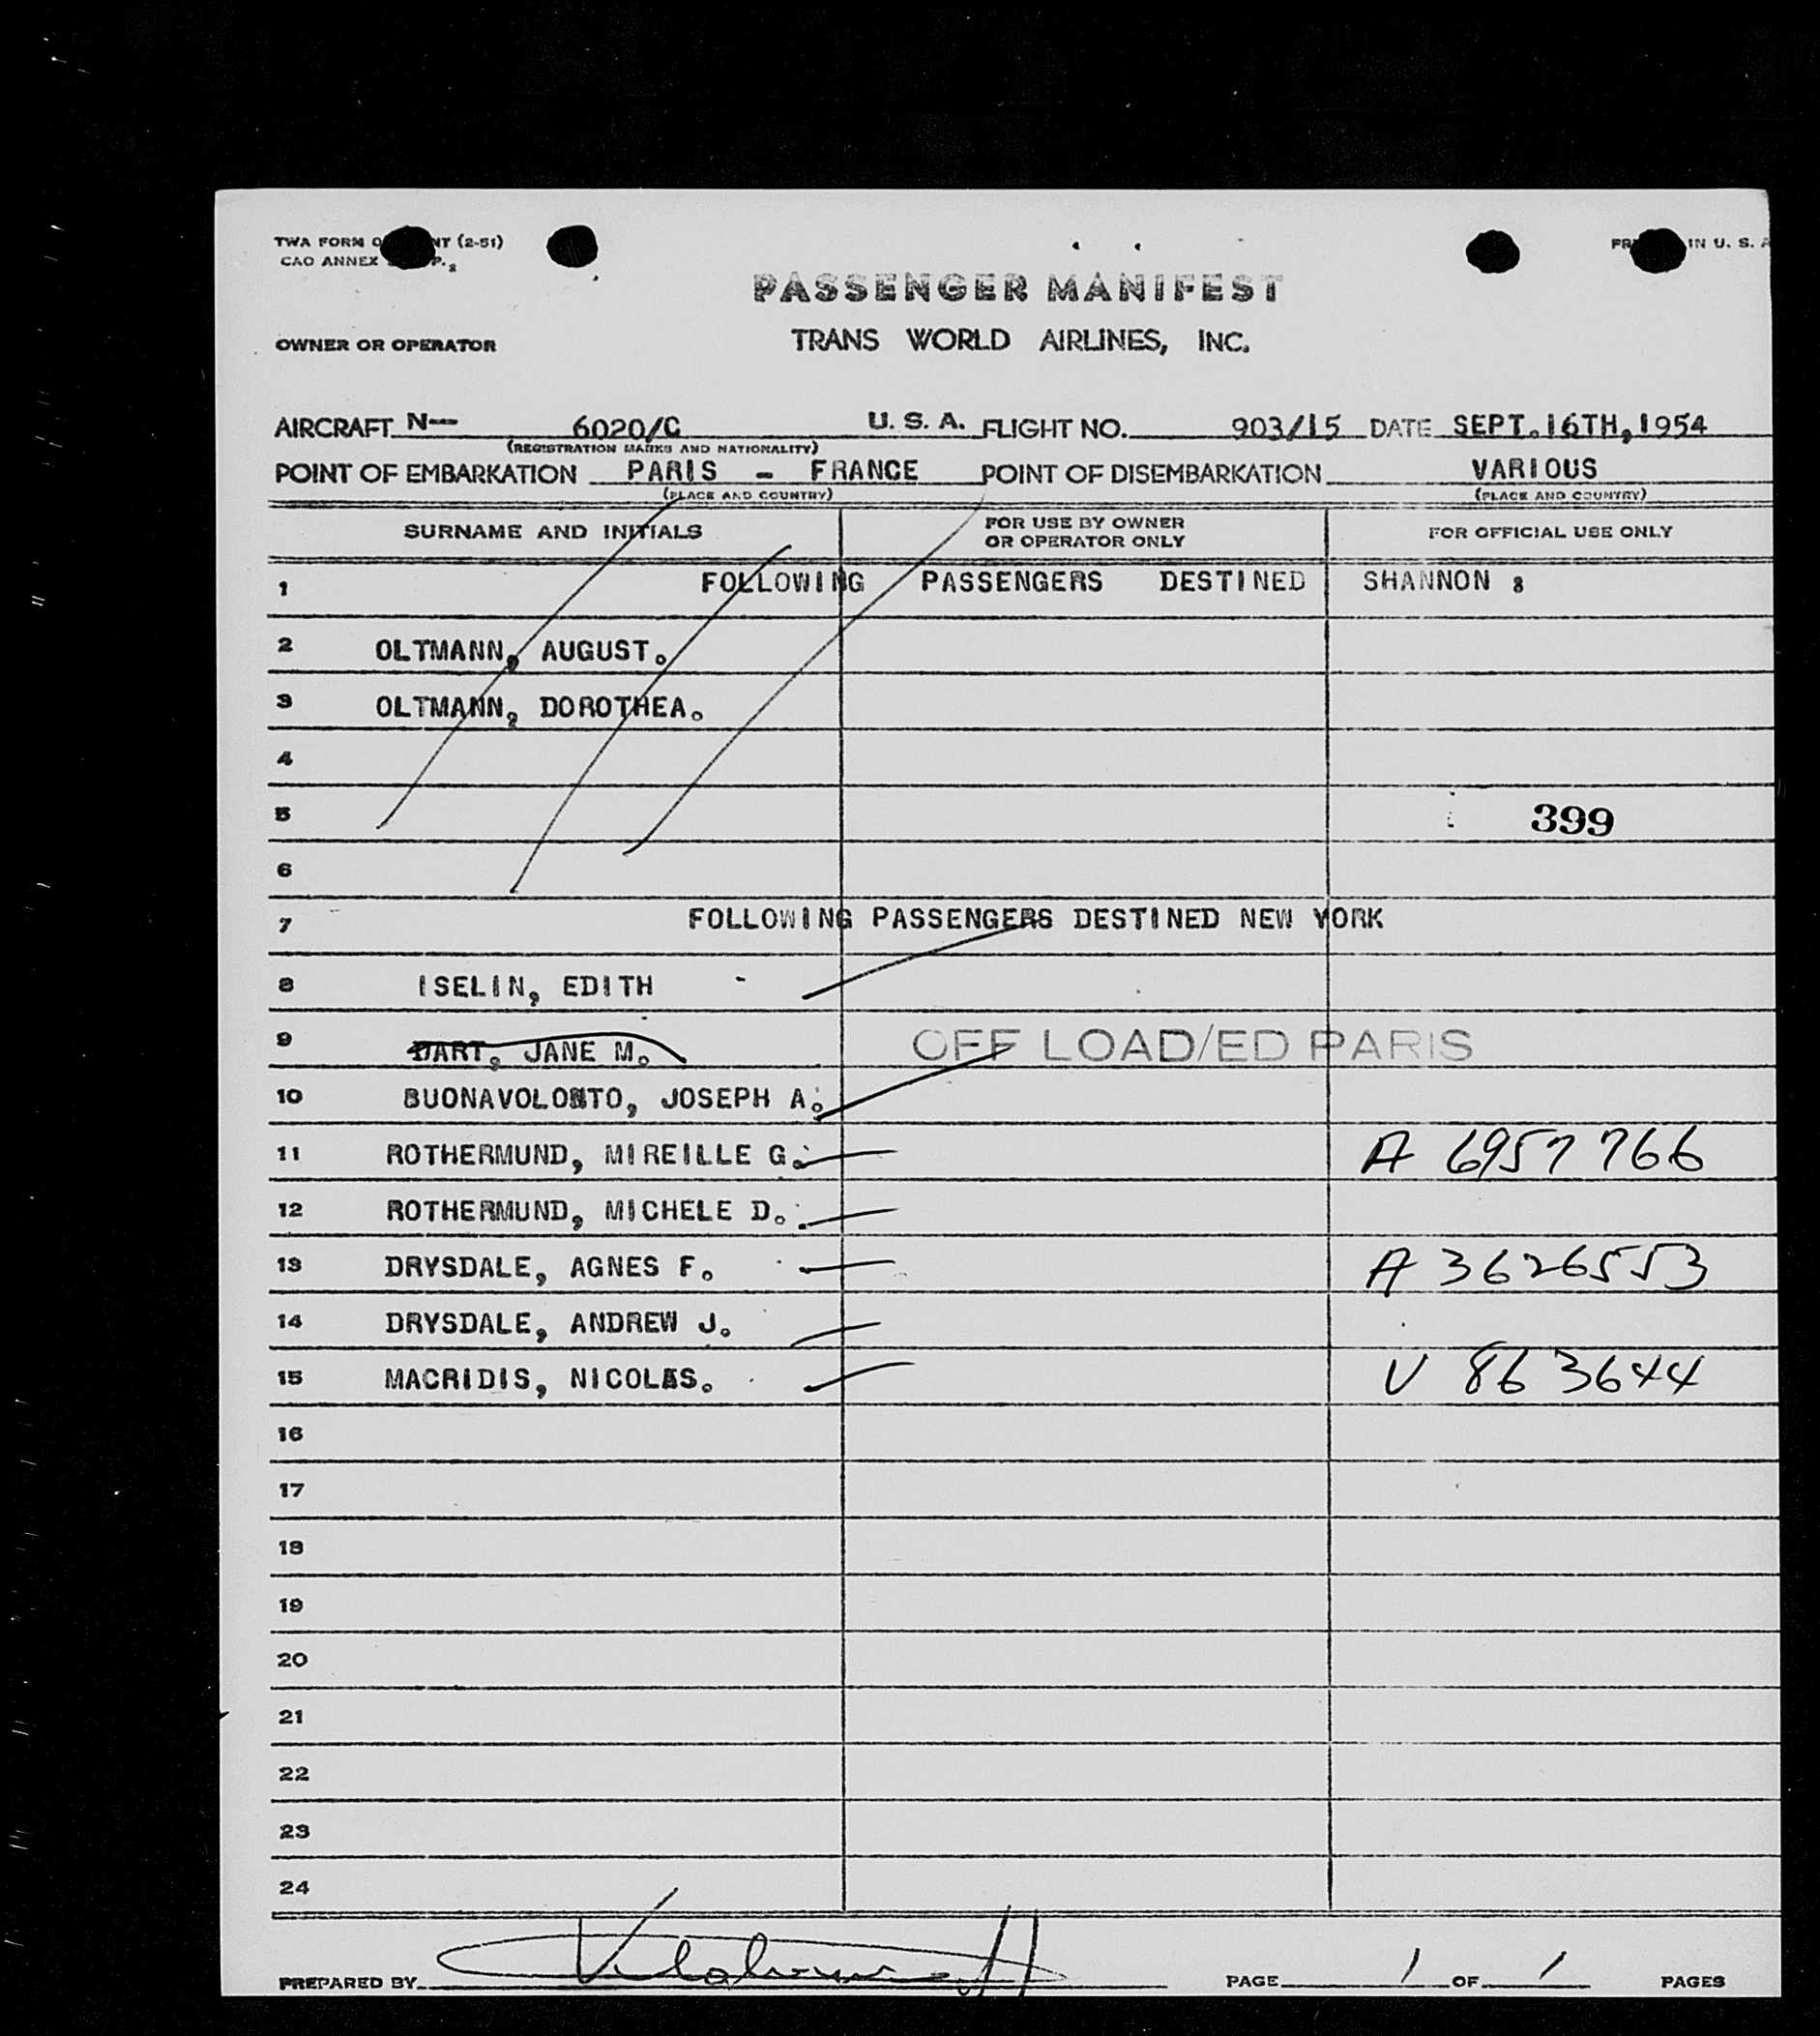 TWA FORM NT (2-51)
CAO ANNEX P.
IN U. S. A
PASSENGER MANIFEST
OWNER OR OPERATOR
TRANS WORLD AIRLINES, INC.
AIRCRAFT N-- 6020/C U. S. A. FLIGHT NO. 903/15 DATE SEPT.16TH,1954
(REGISTRATION MARKS AND NATIONALITY)
POINT OF EMBARKATION PARIS - FRANCE POINT OF DISEMBARKATION VARIOUS
(PLACE AND COUNTRY) (PLACE AND COUNTRY)
SURNAME AND INITIALS
FOR USE BY OWNER
OR OPERATOR ONLY
FOR OFFICIAL USE ONLY
1 FOLLOWING PASSENGERS DESTINED SHANNON :
2 OLTMANN, AUGUST.
3 OLTMANN, DOROTHEA.
4
5 399
6
7 FOLLOWING PASSENGERS DESTINED NEW YORK
8 ISELIN, EDITH -
9 DART, JANE M. OFF LOAD/ED PARIS
10 BUONAVOLONTO, JOSEPH A.
11 ROTHERMUND, MIREILLE G. A 6957766
12 ROTHERMUND, MICHELE D.
13 DRYSDALE, AGNES F. A 3626553
14 DRYSDALE, ANDREW J.
15 MACRIDIS, NICOLAS. V 863644
16
17
18
19
20
21
22
23
24
PREPARED BY PAGE 1 OF 1 PAGES